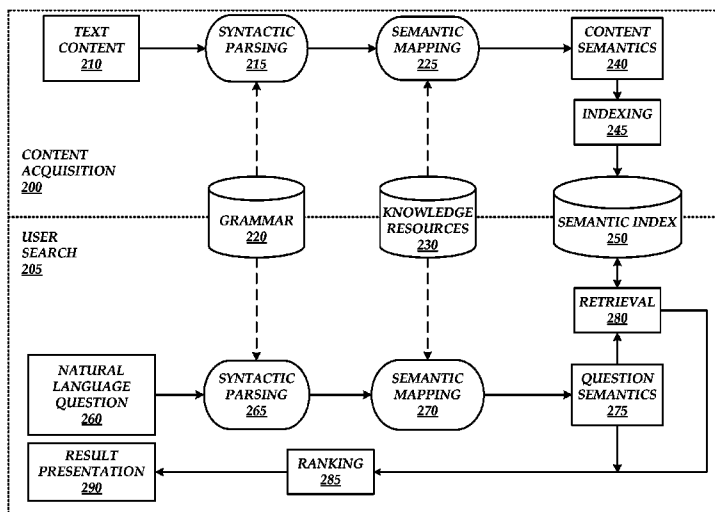 TEXT
CONTENT
210
SYNTACTIC
PARSING
215
SEMANTIC
MAPPING
225
CONTENT
SEMANTICS
240
INDEXING
245
CONTENT
ACQUISITION
200
GRAMMAR
220
KNOWLEDGE
RESOURCES
230
SEMANTIC INDEX
250
USER
SEARCH
205
RETRIEVAL
280
NATURAL
LANGUAGE
QUESTION
260
SYNTACTIC
PARSING
265
SEMANTIC
MAPPING
270
QUESTION
SEMANTICS
275
RESULT
PRESENTATION
290
RANKING
285